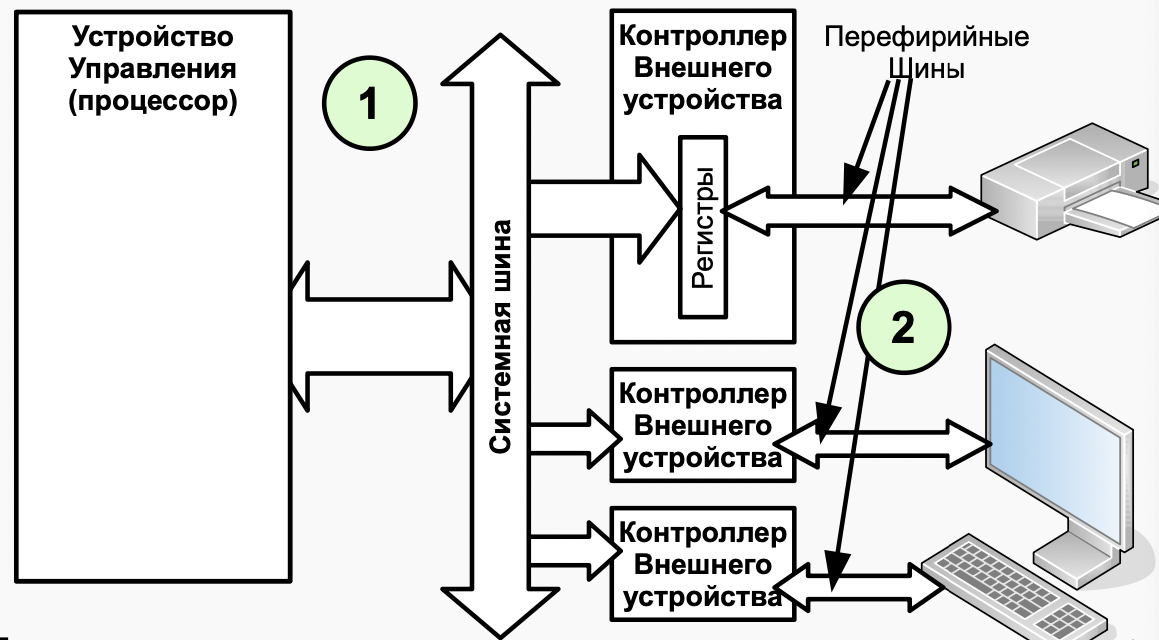 Устройство
Управления
(процессор)
1
Системная шина
Контроллер
Внешнего
устройства
Регистры
Перефирийные
Шины
2
Контроллер
Внешнего
устройства
Контроллер
Внешнего
устройства